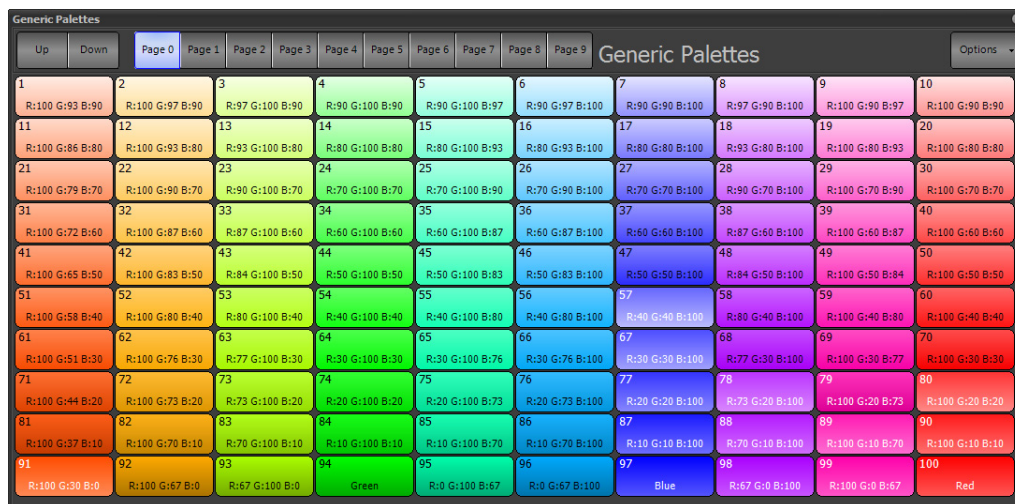 Generic Palettes
Up Down Page 0 Page 1 Page 2 Page 3 Page 4 Page 5 Page 6 Page 7 Page 8 Page 9 Generic Palettes Options
1 2 3 4 5 6 7 8 9 10
R:100 G:93 B:90 R:100 G:97 B:90 R:97 G:100 B:90 R:90 G:100 B:90 R:90 G:100 B:97 R:90 G:97 B:100 R:90 G:90 B:100 R:97 G:90 B:100 R:100 G:90 B:97 R:100 G:90 B:90
11 12 13 14 15 16 17 18 19 20
R:100 G:86 B:80 R:100 G:93 B:80 R:93 G:100 B:80 R:80 G:100 B:80 R:80 G:100 B:93 R:80 G:93 B:100 R:80 G:80 B:100 R:93 G:80 B:100 R:100 G:80 B:93 R:100 G:80 B:80
21 22 23 24 25 26 27 28 29 30
R:100 G:79 B:70 R:100 G:90 B:70 R:90 G:100 B:70 R:70 G:100 B:70 R:70 G:100 B:90 R:70 G:90 B:100 R:70 G:70 B:100 R:90 G:70 B:100 R:100 G:70 B:90 R:100 G:70 B:70
31 32 33 34 35 36 37 38 39 40
R:100 G:72 B:60 R:100 G:87 B:60 R:87 G:100 B:60 R:60 G:100 B:60 R:60 G:100 B:87 R:60 G:87 B:100 R:60 G:60 B:100 R:87 G:60 B:100 R:100 G:60 B:87 R:100 G:60 B:60
41 42 43 44 45 46 47 48 49 50
R:100 G:65 B:50 R:100 G:83 B:50 R:84 G:100 B:50 R:50 G:100 B:50 R:50 G:100 B:83 R:50 G:83 B:100 R:50 G:50 B:100 R:84 G:50 B:100 R:100 G:50 B:84 R:100 G:50 B:50
51 52 53 54 55 56 57 58 59 60
R:100 G:58 B:40 R:100 G:80 B:40 R:80 G:100 B:40 R:40 G:100 B:40 R:40 G:100 B:80 R:40 G:80 B:100 R:40 G:40 B:100 R:80 G:40 B:100 R:100 G:40 B:80 R:100 G:40 B:40
61 62 63 64 65 66 67 68 69 70
R:100 G:51 B:30 R:100 G:76 B:30 R:77 G:100 B:30 R:30 G:100 B:30 R:30 G:100 B:76 R:30 G:76 B:100 R:30 G:30 B:100 R:77 G:30 B:100 R:100 G:30 B:77 R:100 G:30 B:30
71 72 73 74 75 76 77 78 79 80
R:100 G:44 B:20 R:100 G:73 B:20 R:73 G:100 B:20 R:20 G:100 B:20 R:20 G:100 B:73 R:20 G:73 B:100 R:20 G:20 B:100 R:73 G:20 B:100 R:100 G:20 B:73 R:100 G:20 B:20
81 82 83 84 85 86 87 88 89 90
R:100 G:37 B:10 R:100 G:70 B:10 R:70 G:100 B:10 R:10 G:100 B:10 R:10 G:100 B:70 R:10 G:70 B:100 R:10 G:10 B:100 R:70 G:10 B:100 R:100 G:10 B:70 R:100 G:10 B:10
91 92 93 94 95 96 97 98 99 100
R:100 G:30 B:0 R:100 G:67 B:0 R:67 G:100 B:0 Green R:0 G:100 B:67 R:0 G:67 B:100 Blue R:67 G:0 B:100 R:100 G:0 B:67 Red